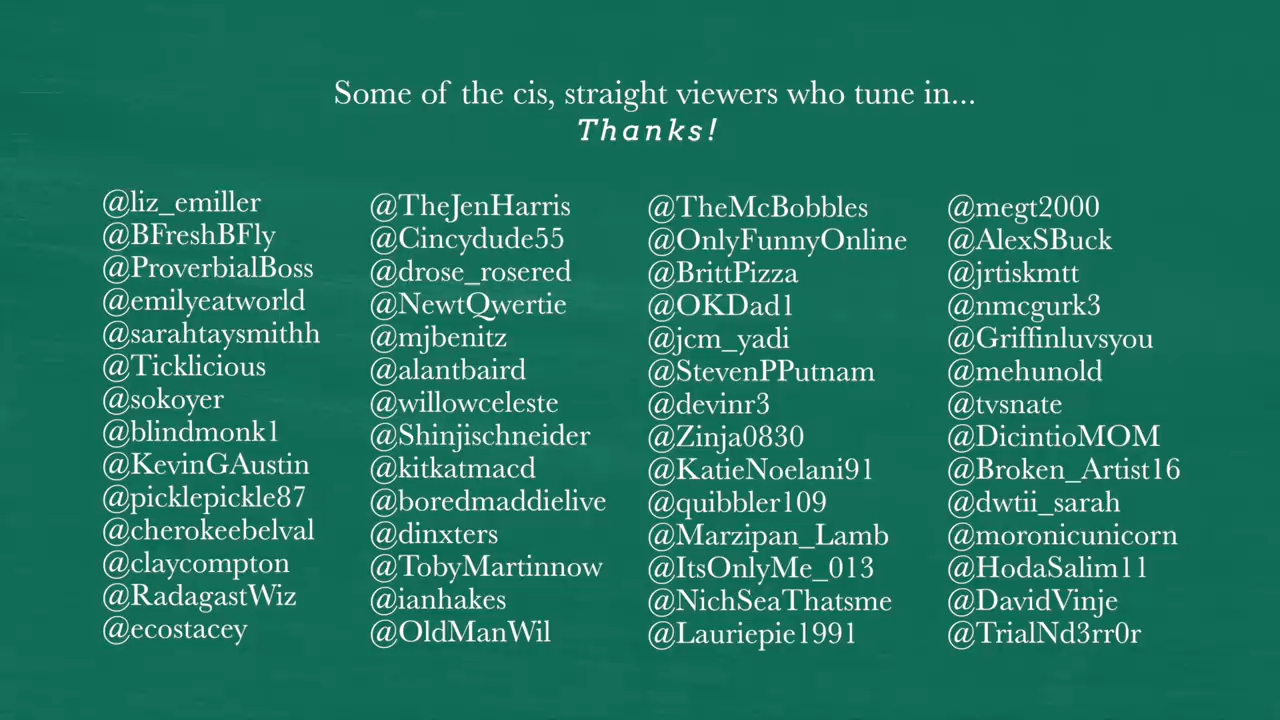 Some of the cis, straight viewers who tune in...
Thanks!
@liz_emiller
@BFreshBFly
@ProverbialBoss
@emilyeatworld
@sarahtaysmithh
@Ticklicious
@sokoyer
@blindmonk1
@KevinGAustin
@picklepickle87
@cherokeebelval
@claycompton
@RadagastWiz
@ecostacey
@TheJenHarris
@Cincydude55
@drose_rosered
@NewtQwertie
@mjbenitz
@alantbaird
@willowceleste
@Shinjischneider
@kitkatmacd
@boredmaddielive
@dinxters
@TobyMartinnow
@ianhakes
@OldManWil
@TheMcBobbles
@OnlyFunnyOnline
@BrittPizza
@OKDad1
@jcm_yadi
@StevenPPutnam
@devinr3
@Zinja0830
@KatieNoelani91
@quibbler109
@Marzipan_Lamb
@ItsOnlyMe_013
@NichSeaThatsme
@Lauriepie1991
@megt2000
@AlexSBuck
@jrtiskmtt
@nmcgurk3
@Griffinluvsyou
@mehunold
@tvsnate
@DicintioMOM
@Broken_Artist16
@dwtii_sarah
@moronicunicorn
@HodaSalim11
@DavidVinje
@TrialNd3rr0r